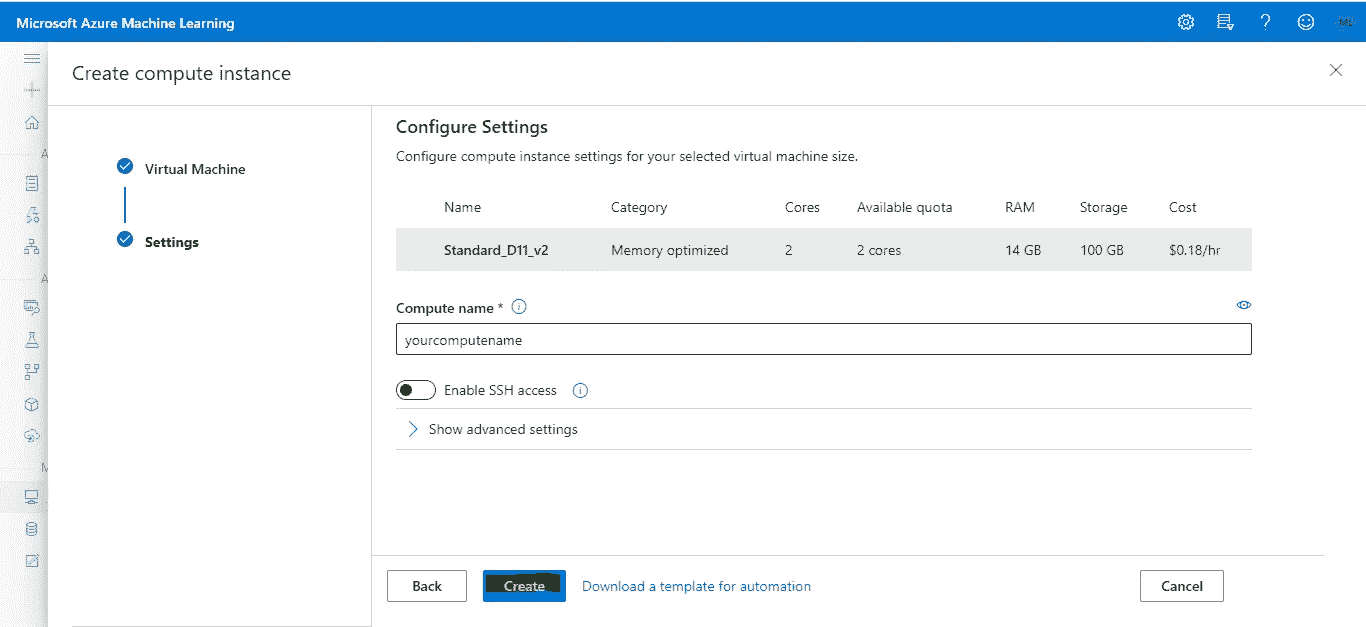 Microsoft Azure Machine Learning
Create compute instance
Virtual Machine
Settings
Configure Settings
Configure compute instance settings for your selected virtual machine size.
Name Category Cores Available quota RAM Storage Cost
Standard_D11_v2 Memory optimized 2 2 cores 14 GB 100 GB $0.18/hr
Compute name *
yourcomputename
Enable SSH access
Show advanced settings
Back Create Download a template for automation Cancel